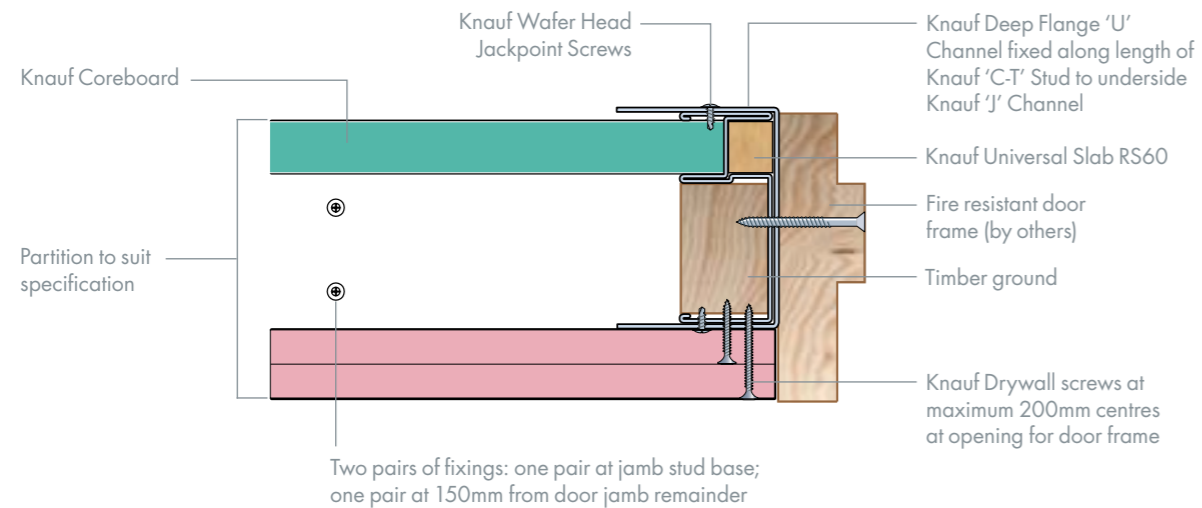 Knauf Wafer Head
Jackpoint Screws
Knauf Deep Flange ‘U’
Channel fixed along length of
Knauf ‘C-T’ Stud to underside
Knauf ‘J’ Channel
Knauf Coreboard
Knauf Universal Slab RS60
Fire resistant door
frame (by others)
Partition to suit
specification
Timber ground
Knauf Drywall screws at
maximum 200mm centres
at opening for door frame
Two pairs of fixings: one pair at jamb stud base;
one pair at 150mm from door jamb remainder